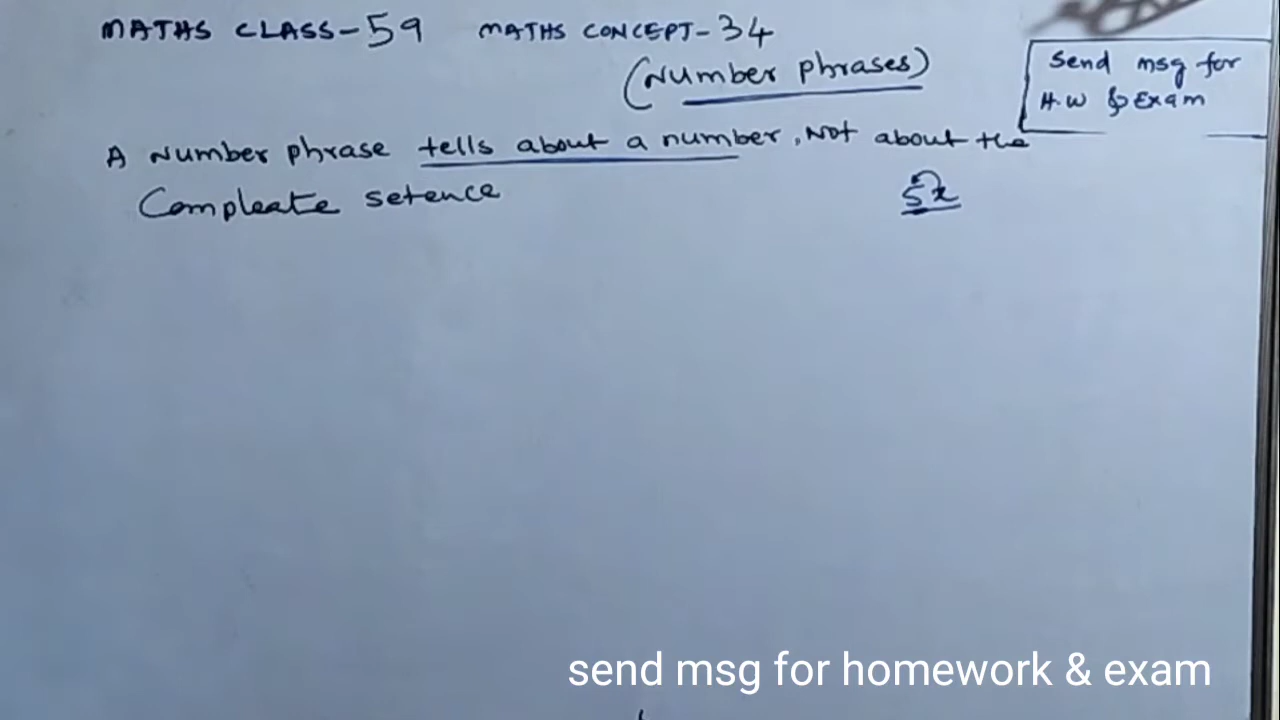 MATHS CLASS-59 MATHS CONCEPT-34
(Number phrases)
Send msg for
H.W & Exam
A Number phrase tells about a number, Not about the
Compleate setence
5x
send msg for homework & exam